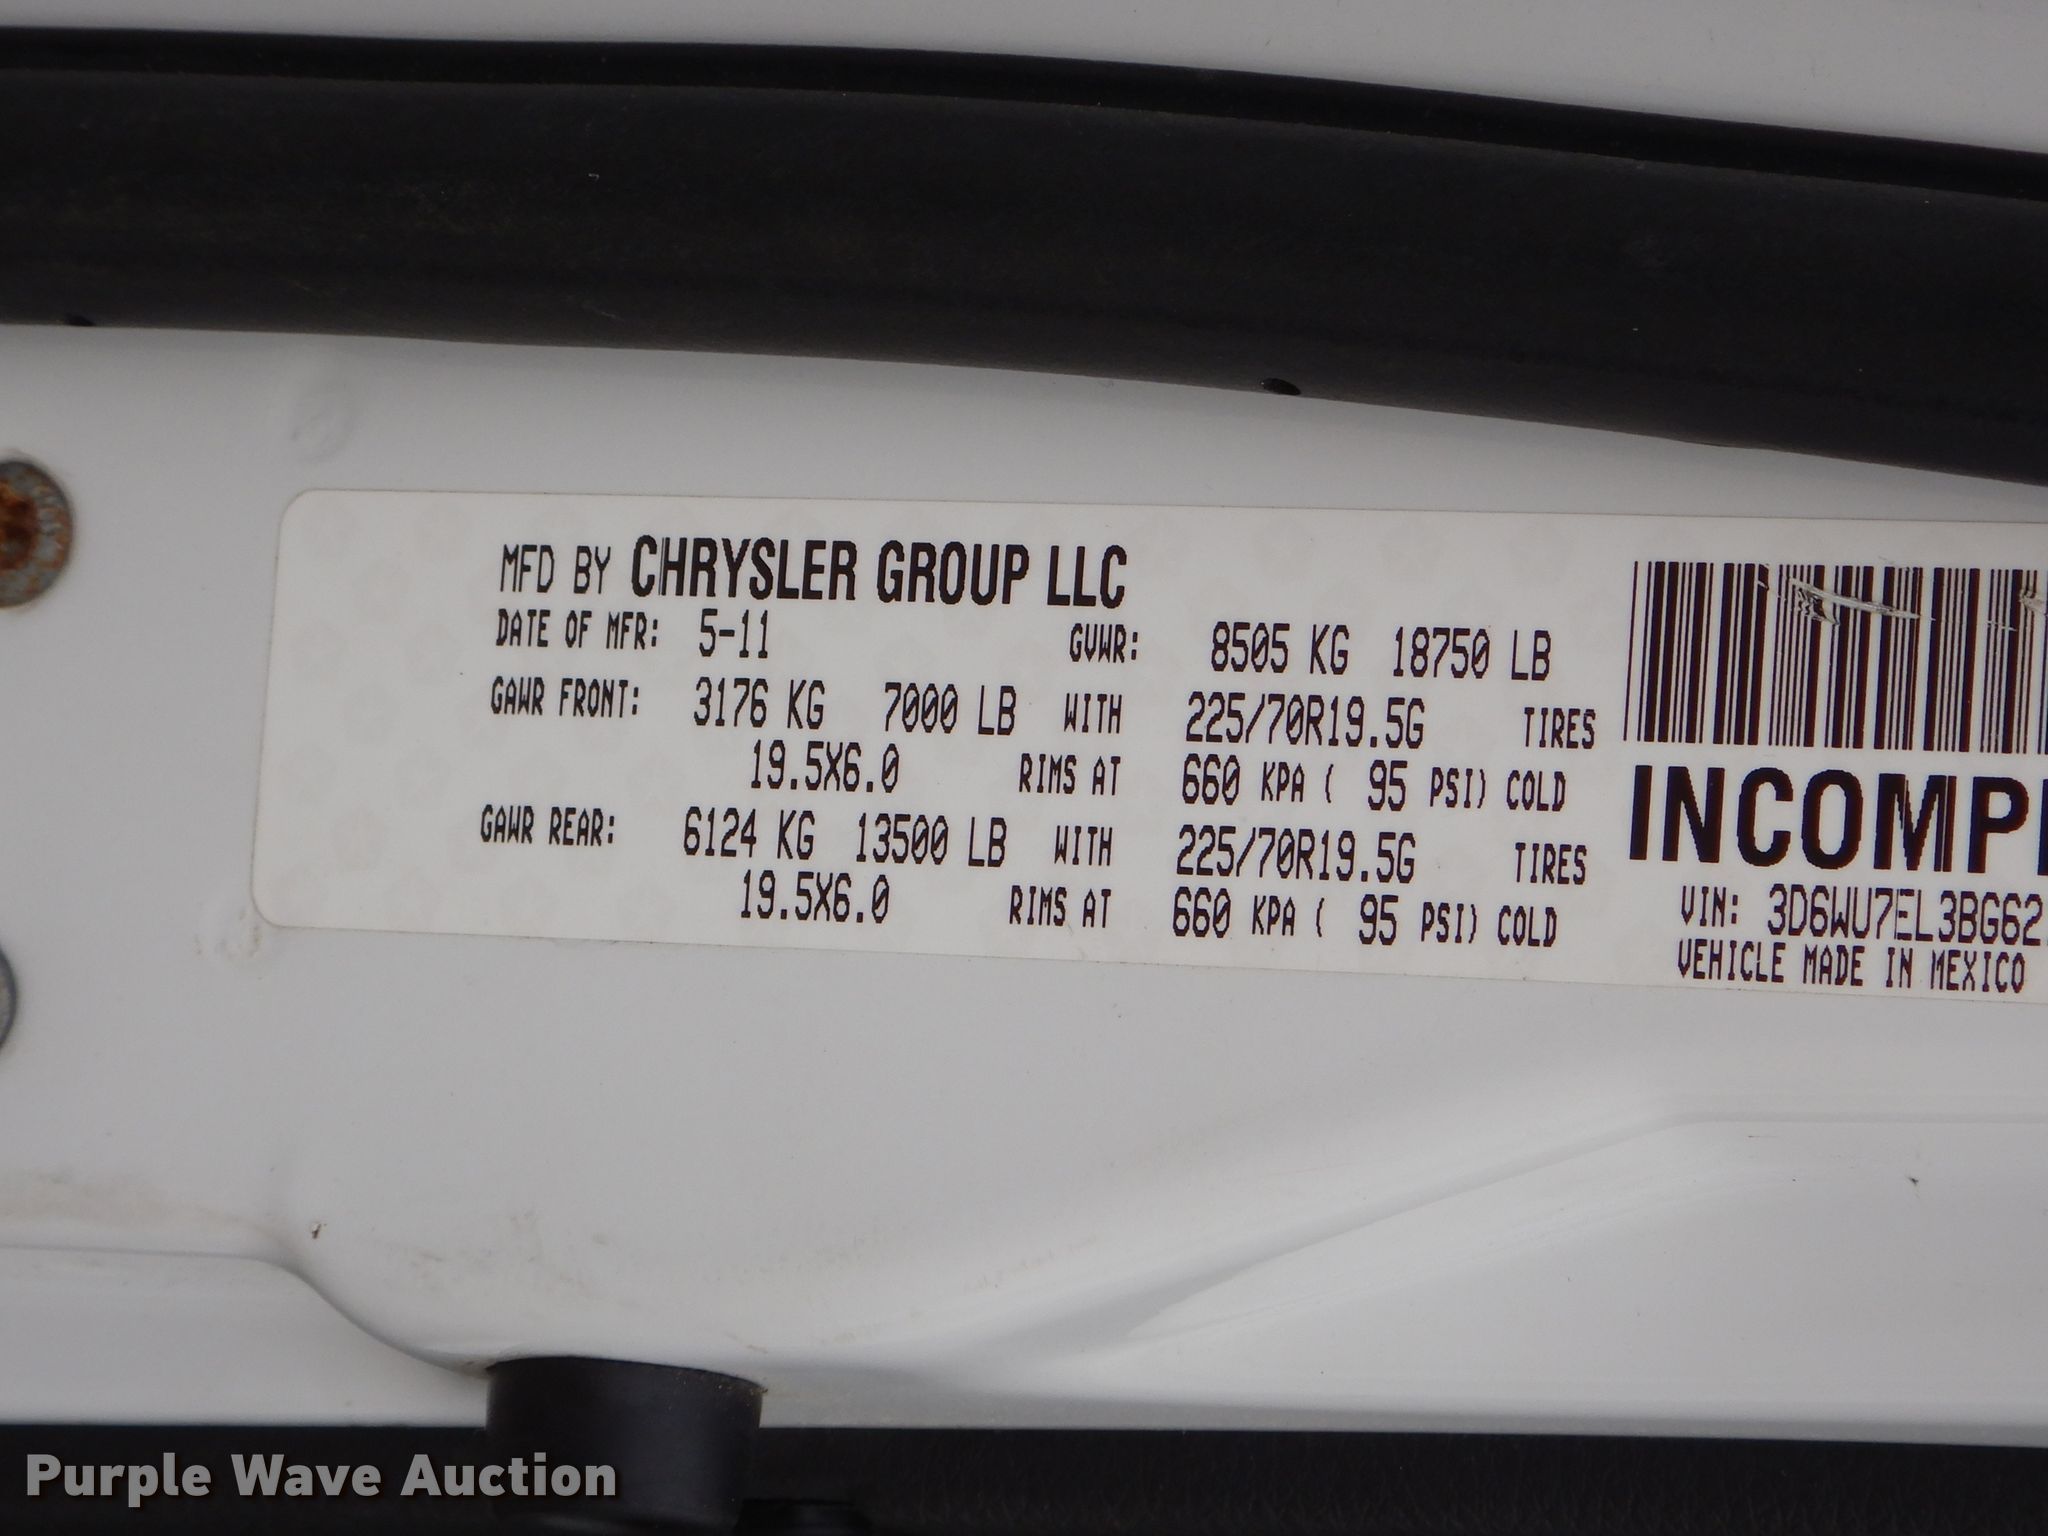 MFD BY CHRYSLER GROUP LLC
DATE OF MFR: 5-11 GVWR: 8505 KG 18750 LB
GAWR FRONT: 3176 KG 7000 LB WITH 225/70R19.5G TIRES
19.5X6.0 RIMS AT 660 KPA ( 95 PSI) COLD
GAWR REAR: 6124 KG 13500 LB WITH 225/70R19.5G TIRES
19.5X6.0 RIMS AT 660 KPA ( 95 PSI) COLD
INCOMPL
VIN: 3D6WU7EL3BG62
VEHICLE MADE IN MEXICO
Purple Wave Auction